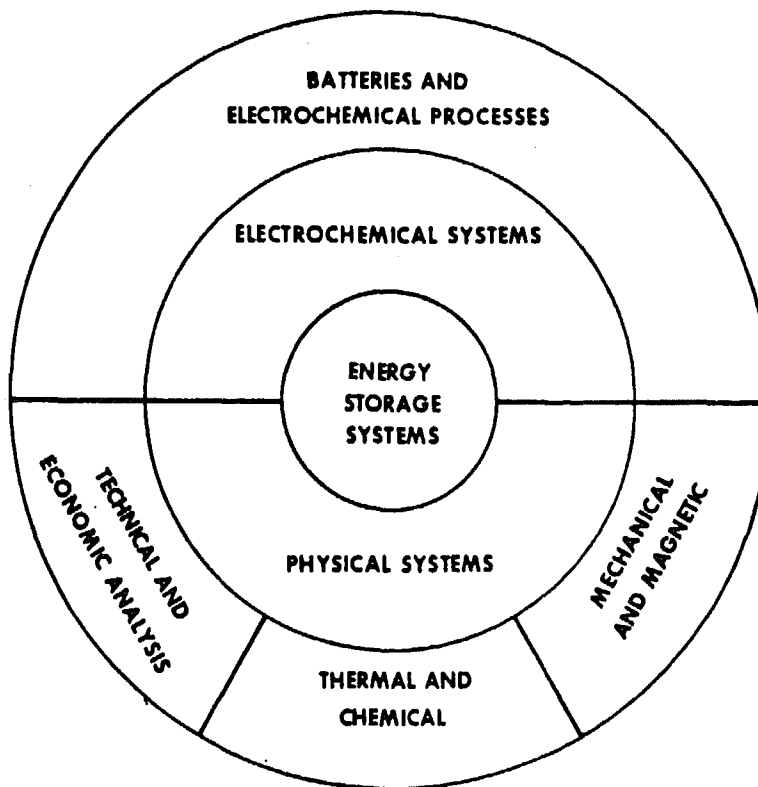 BATTERIES AND
ELECTROCHEMICAL PROCESSES
ELECTROCHEMICAL SYSTEMS
ENERGY
STORAGE
SYSTEMS
TECHNICAL AND
ECONOMIC ANALYSIS
PHYSICAL SYSTEMS
MECHANICAL
AND MAGNETIC
THERMAL AND
CHEMICAL